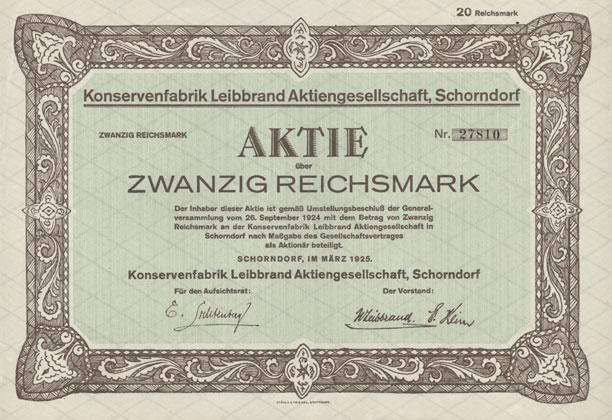 20 Reichsmark
Konservenfabrik Leibbrand Aktiengesellschaft, Schorndorf
ZWANZIG REICHSMARK
Nr. 27810
AKTIE
über
ZWANZIG REICHSMARK
Der Inhaber dieser Aktie ist gemäß Umstellungsbeschluß der General-
versammlung vom 26. September 1924 mit dem Betrag von Zwanzig
Reichsmark an der Konservenfabrik Leibbrand Aktiengesellschaft in
Schorndorf nach Maßgabe des Gesellschaftsvertrages
als Aktionär beteiligt.
SCHORNDORF, IM MÄRZ 1925.
Konservenfabrik Leibbrand Aktiengesellschaft, Schorndorf
Für den Aufsichtsrat:
Der Vorstand:
E.
WLeibbrand.